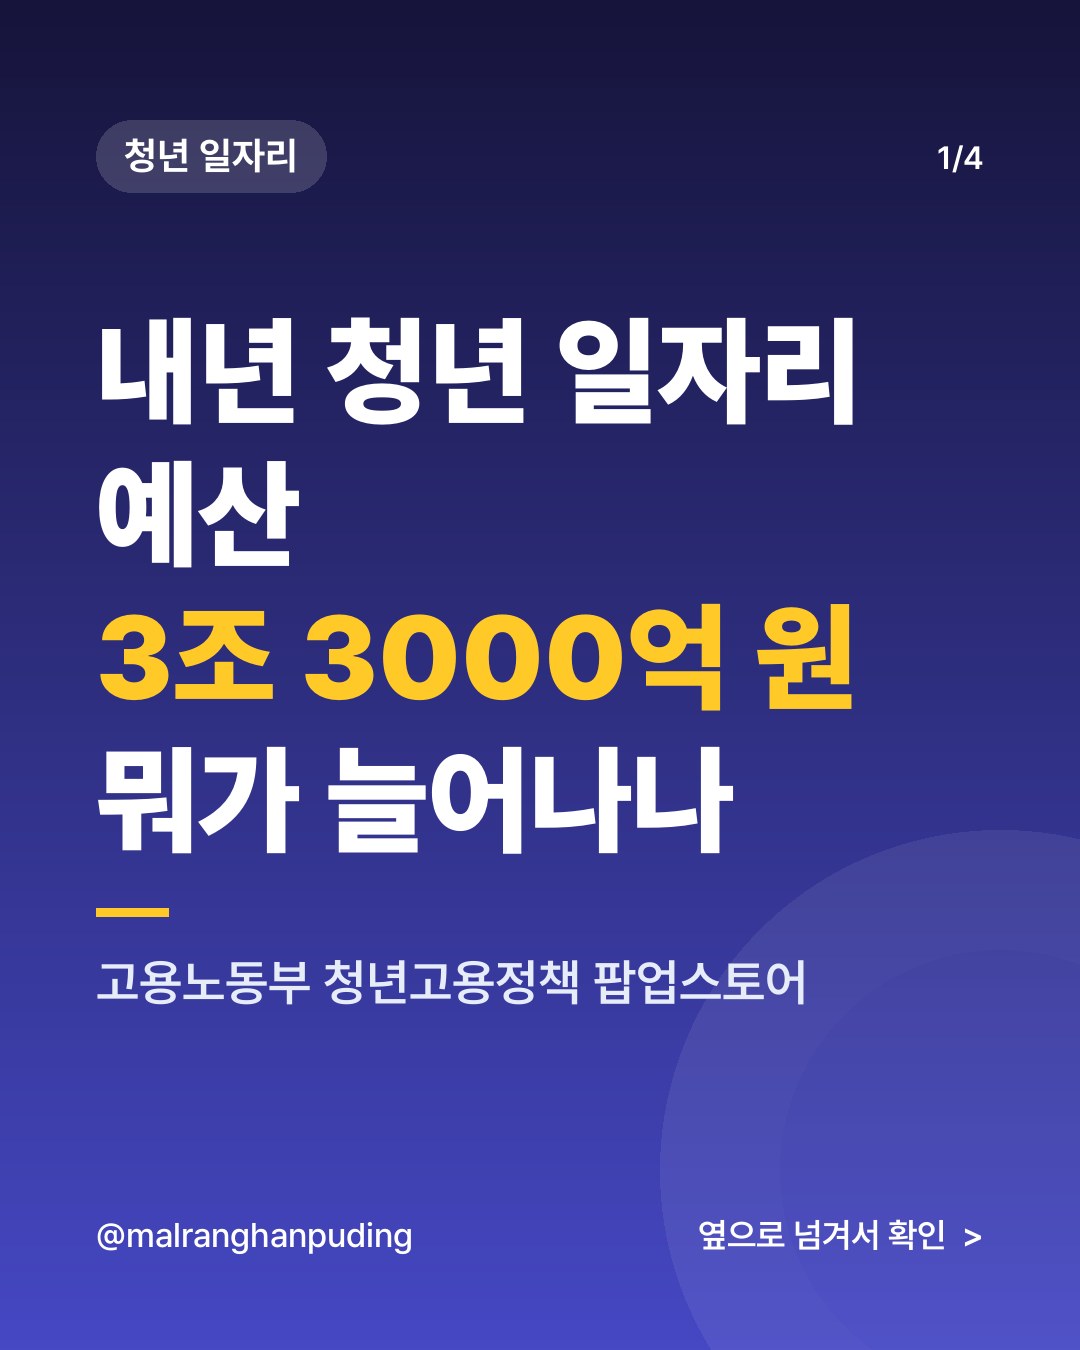 청년 일자리
1/4
내년 청년 일자리
예산
3조 3000억 원
뭐가 늘어나나
고용노동부 청년고용정책 팝업스토어
@malranghanpuding
옆으로 넘겨서 확인 >